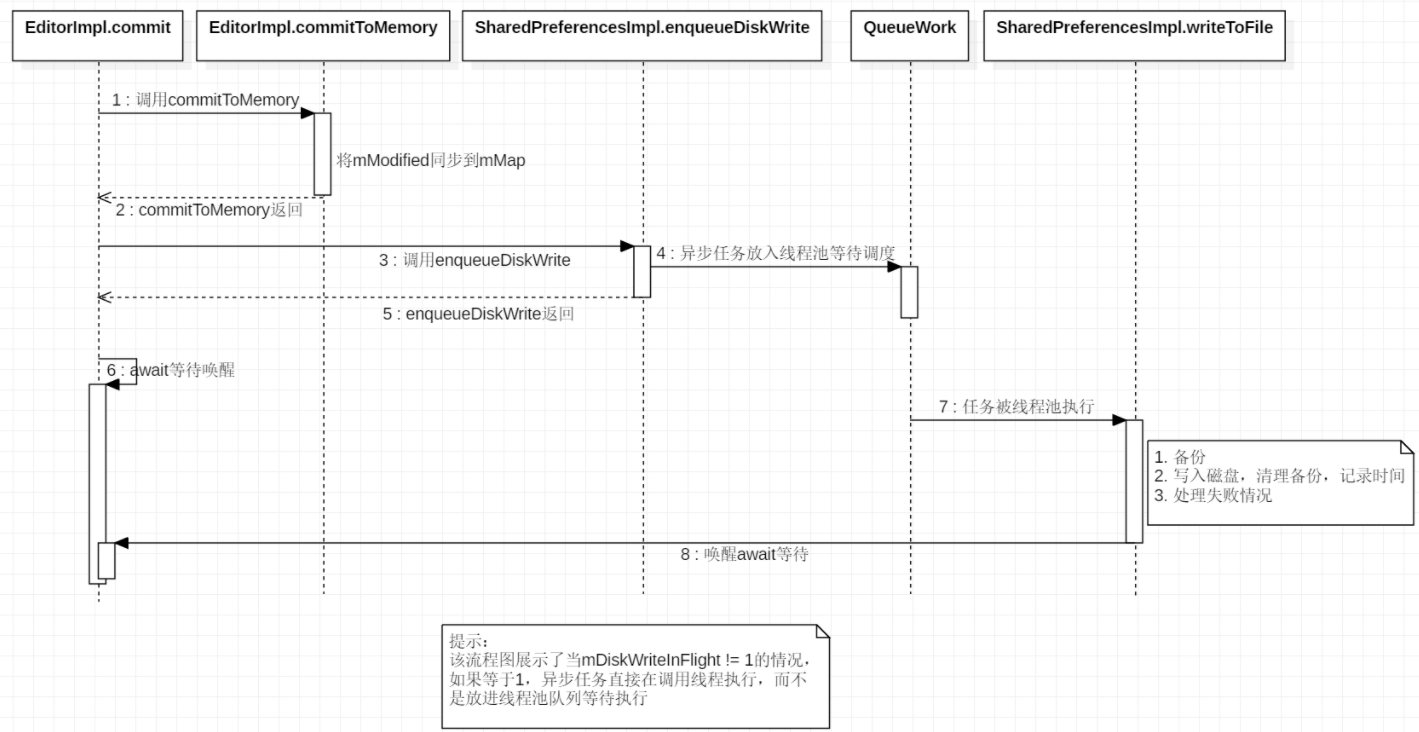 EditorImpl.commit
EditorImpl.commitToMemory
SharedPreferencesImpl.enqueueDiskWrite
QueueWork
SharedPreferencesImpl.writeToFile
1 : 调用commitToMemory
将mModified同步到mMap
2 : commitToMemory返回
3 : 调用enqueueDiskWrite
4 : 异步任务放入线程池等待调度
5 : enqueueDiskWrite返回
6 : await等待唤醒
7 : 任务被线程池执行
1. 备份
2. 写入磁盘，清理备份，记录时间
3. 处理失败情况
8 : 唤醒await等待
提示：
该流程图展示了当mDiskWriteInFlight != 1的情况，
如果等于1，异步任务直接在调用线程执行，而不
是放进线程池队列等待执行